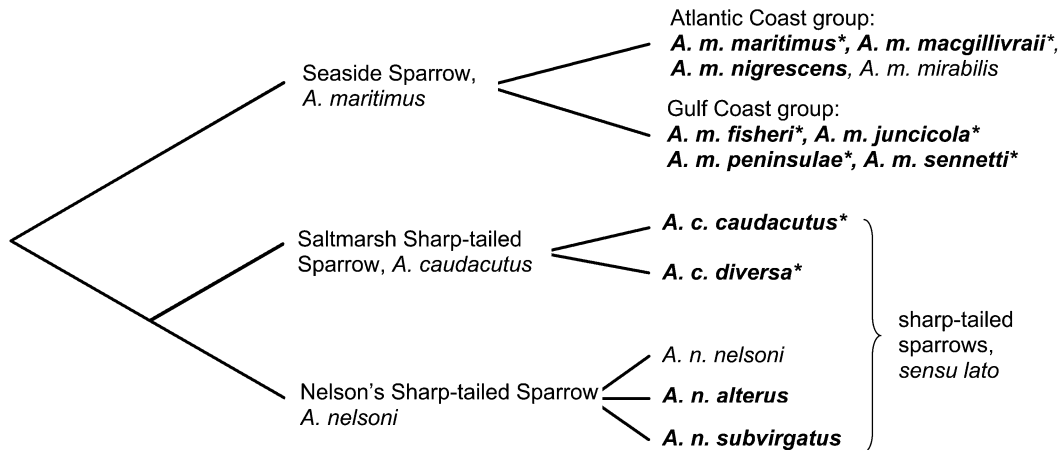 Atlantic Coast group:
A. m. maritimus*, A. m. macgillivraii*,
A. m. nigrescens, A. m. mirabilis
Seaside Sparrow,
A. maritimus
Gulf Coast group:
A. m. fisheri*, A. m. juncicola*
A. m. peninsulae*, A. m. sennetti*
Saltmarsh Sharp-tailed
Sparrow, A. caudacutus
A. c. caudacutus*
A. c. diversa*
sharp-tailed
sparrows,
sensu lato
Nelson's Sharp-tailed Sparrow
A. nelsoni
A. n. nelsoni
A. n. alterus
A. n. subvirgatus